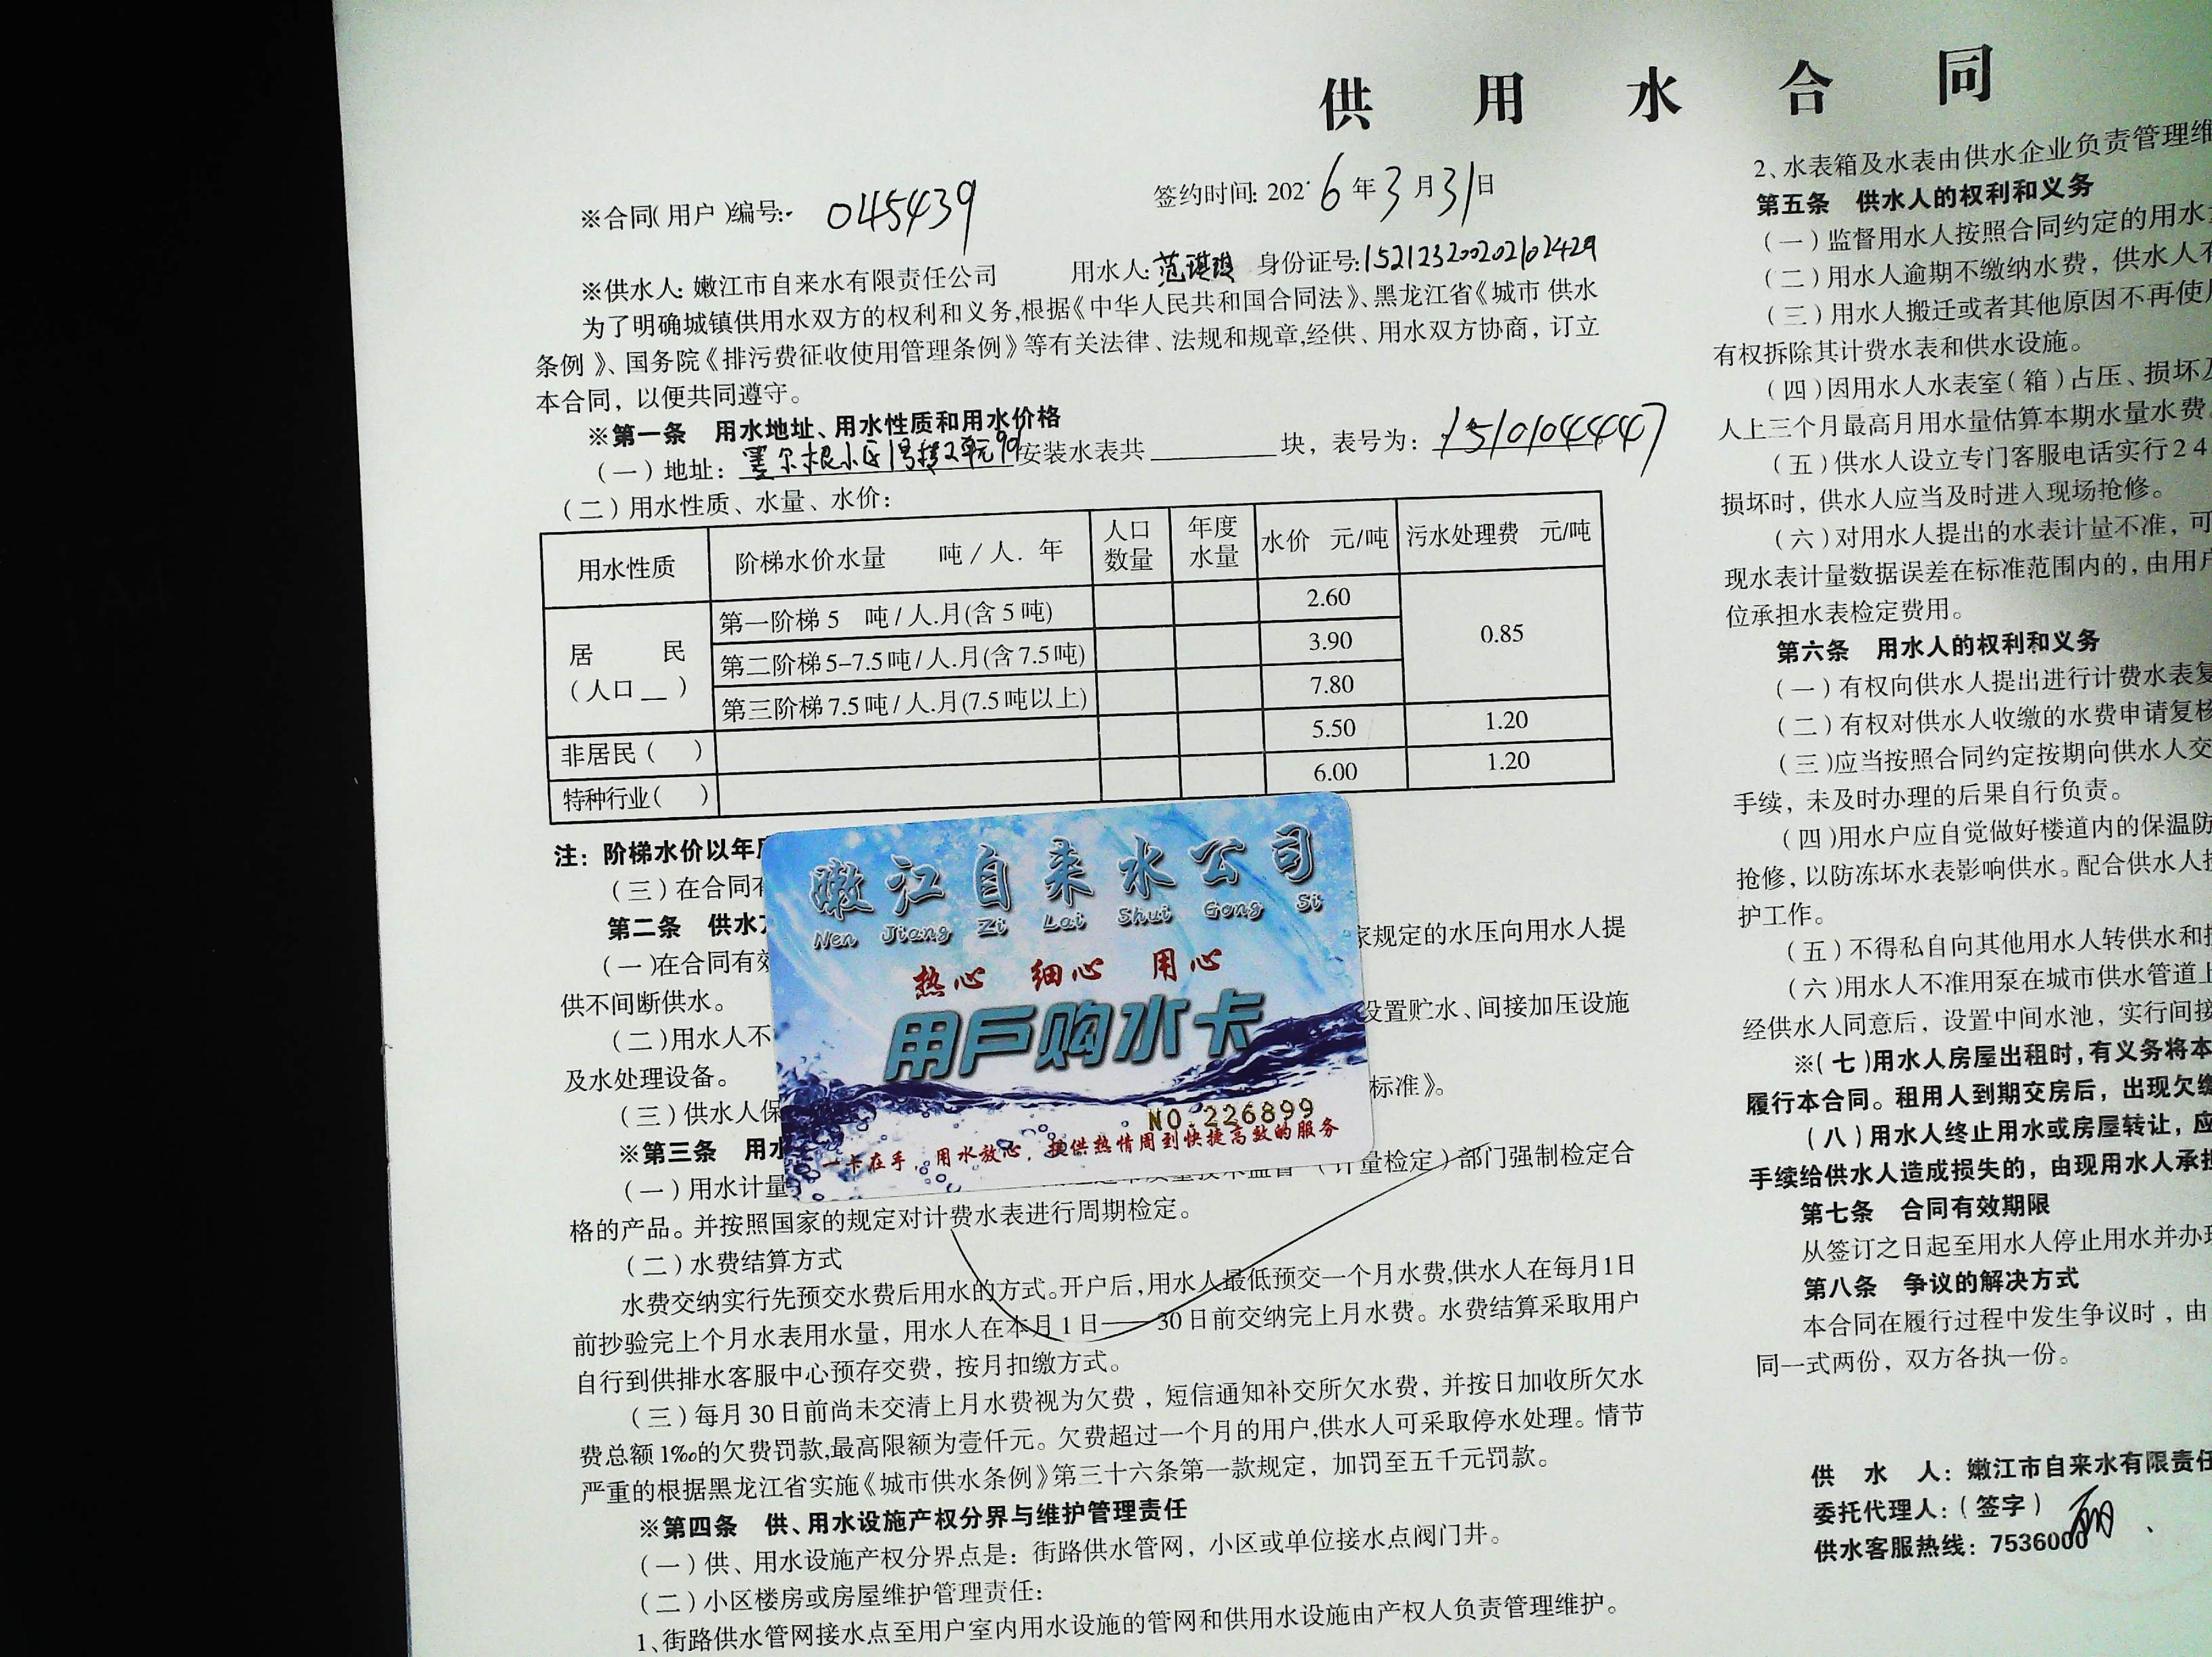 供用水合同
※合同(用户)编号: 045439
签约时间: 2026年3月31日
※供水人: 嫩江市自来水有限责任公司 用水人: 范琪琪 身份证号: 152123200202102429
为了明确城镇供用水双方的权利和义务,根据《中华人民共和国合同法》、黑龙江省《城市 供水
条例》、国务院《排污费征收使用管理条例》等有关法律、法规和规章,经供、用水双方协商, 订立
本合同, 以便共同遵守。
※第一条 用水地址、用水性质和用水价格
(一)地址: 墨尔根小区1号楼2单元901安装水表共 块, 表号为: 1510104447
(二)用水性质、水量、水价:
用水性质 阶梯水价水量 吨/人. 年 人口数量 年度水量 水价 元/吨 污水处理费 元/吨
居 民(人口 ) 第一阶梯5 吨/人.月(含5吨) 2.60 0.85
第二阶梯5-7.5吨/人.月(含7.5吨) 3.90
第三阶梯7.5吨/人.月(7.5吨以上) 7.80
非居民( ) 5.50 1.20
特种行业( ) 6.00 1.20
注: 阶梯水价以年
(三)在合同有
第二条 供水
(一)在合同有效 家规定的水压向用水人提
供不间断供水。
(二)用水人不 设置贮水、间接加压设施
及水处理设备。
(三)供水人保 标准》。
※第三条 用水
(一)用水计量 (计量检定)部门强制检定合
格的产品。并按照国家的规定对计费水表进行周期检定。
(二)水费结算方式
水费交纳实行先预交水费后用水的方式。开户后,用水人最低预交一个月水费,供水人在每月1日
前抄验完上个月水表用水量, 用水人在本月1日——30日前交纳完上月水费。水费结算采取用户
自行到供排水客服中心预存交费, 按月扣缴方式。
(三)每月30日前尚未交清上月水费视为欠费, 短信通知补交所欠水费, 并按日加收所欠水
费总额1‰的欠费罚款,最高限额为壹仟元。欠费超过一个月的用户,供水人可采取停水处理。情节
严重的根据黑龙江省实施《城市供水条例》第三十六条第一款规定, 加罚至五千元罚款。
※第四条 供、用水设施产权分界与维护管理责任
(一)供、用水设施产权分界点是: 街路供水管网, 小区或单位接水点阀门井。
(二)小区楼房或房屋维护管理责任:
1、街路供水管网接水点至用户室内用水设施的管网和供用水设施由产权人负责管理维护。
嫩江自来水公司
Nen Jiang Zi Lai Shui Gong Si
热心 细心 用心
用户购水卡
NO.226899
一卡在手, 用水放心, 提供热情周到快捷高效的服务
2、水表箱及水表由供水企业负责管理维
第五条 供水人的权利和义务
(一)监督用水人按照合同约定的用水
(二)用水人逾期不缴纳水费, 供水人有
(三)用水人搬迁或者其他原因不再使
有权拆除其计费水表和供水设施。
(四)因用水人水表室(箱)占压、损坏及
人上三个月最高月用水量估算本期水量水费。
(五)供水人设立专门客服电话实行24
损坏时, 供水人应当及时进入现场抢修。
(六)对用水人提出的水表计量不准, 可
现水表计量数据误差在标准范围内的, 由用户
位承担水表检定费用。
第六条 用水人的权利和义务
(一)有权向供水人提出进行计费水表复
(二)有权对供水人收缴的水费申请复核
(三)应当按照合同约定按期向供水人交
手续, 未及时办理的后果自行负责。
(四)用水户应自觉做好楼道内的保温防
抢修, 以防冻坏水表影响供水。配合供水人
护工作。
(五)不得私自向其他用水人转供水和
(六)用水人不准用泵在城市供水管道上
经供水人同意后, 设置中间水池, 实行间接
※(七)用水人房屋出租时, 有义务将本
履行本合同。租用人到期交房后, 出现欠缴
(八)用水人终止用水或房屋转让, 应
手续给供水人造成损失的, 由现用水人承担
第七条 合同有效期限
从签订之日起至用水人停止用水并办理
第八条 争议的解决方式
本合同在履行过程中发生争议时, 由
同一式两份, 双方各执一份。
供 水 人: 嫩江市自来水有限责任
委托代理人: (签字)
供水客服热线: 7536000